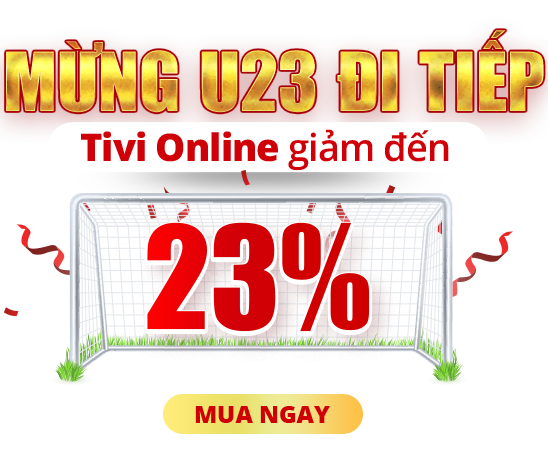 MỪNG U23 ĐI TIẾP
Tivi Online giảm đến
23%
MUA NGAY